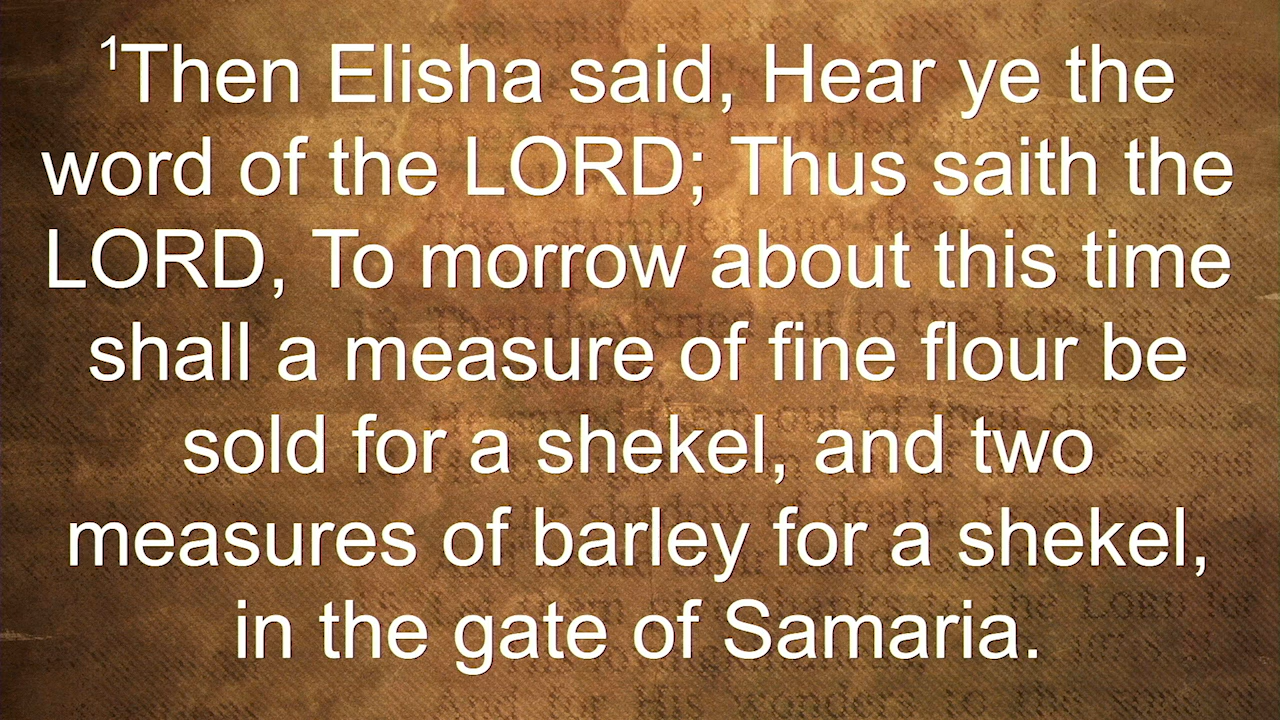 ¹Then Elisha said, Hear ye the
word of the LORD; Thus saith the
LORD, To morrow about this time
shall a measure of fine flour be
sold for a shekel, and two
measures of barley for a shekel,
in the gate of Samaria.